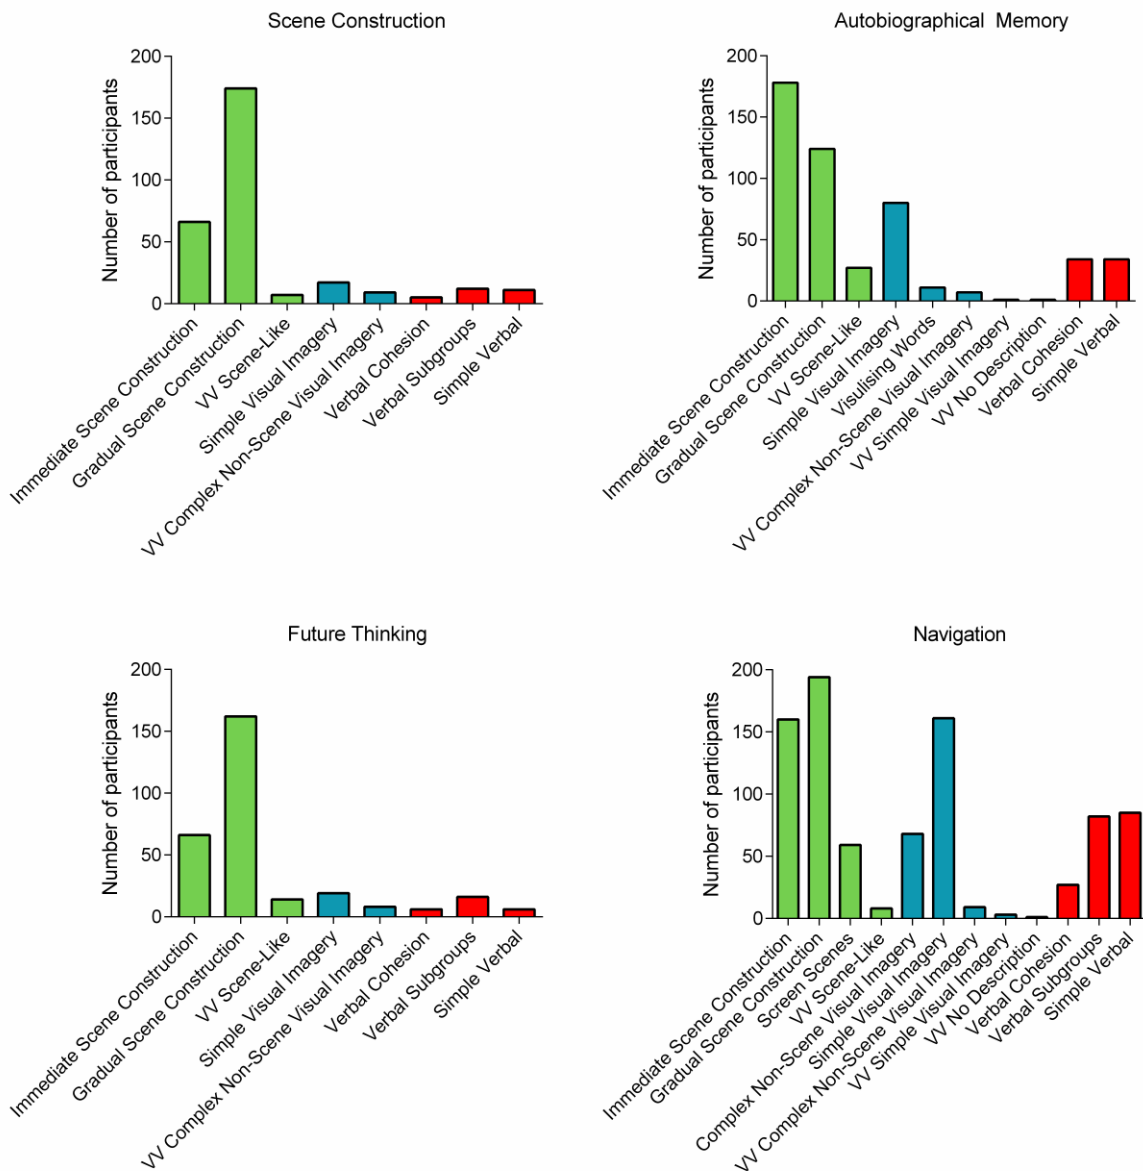 Scene Construction
Number of participants
200
150
100
50
0
Immediate Scene Construction
Gradual Scene Construction
VV Scene-Like
Simple Visual Imagery
VV Complex Non-Scene Visual Imagery
Verbal Cohesion
Verbal Subgroups
Simple Verbal
Autobiographical Memory
Number of participants
200
150
100
50
0
Immediate Scene Construction
Gradual Scene Construction
VV Scene-Like
Simple Visual Imagery
Visulising Words
VV Complex Non-Scene Visual Imagery
VV Simple Visual Imagery
VV No Description
Verbal Cohesion
Simple Verbal
Future Thinking
Number of participants
200
150
100
50
0
Immediate Scene Construction
Gradual Scene Construction
VV Scene-Like
Simple Visual Imagery
VV Complex Non-Scene Visual Imagery
Verbal Cohesion
Verbal Subgroups
Simple Verbal
Navigation
Number of participants
200
150
100
50
0
Immediate Scene Construction
Gradual Scene Construction
Screen Scenes
VV Scene-Like
Complex Non-Scene Visual Imagery
Simple Visual Imagery
VV Complex Non-Scene Visual Imagery
VV Simple Visual Imagery
VV No Description
Verbal Cohesion
Verbal Subgroups
Simple Verbal